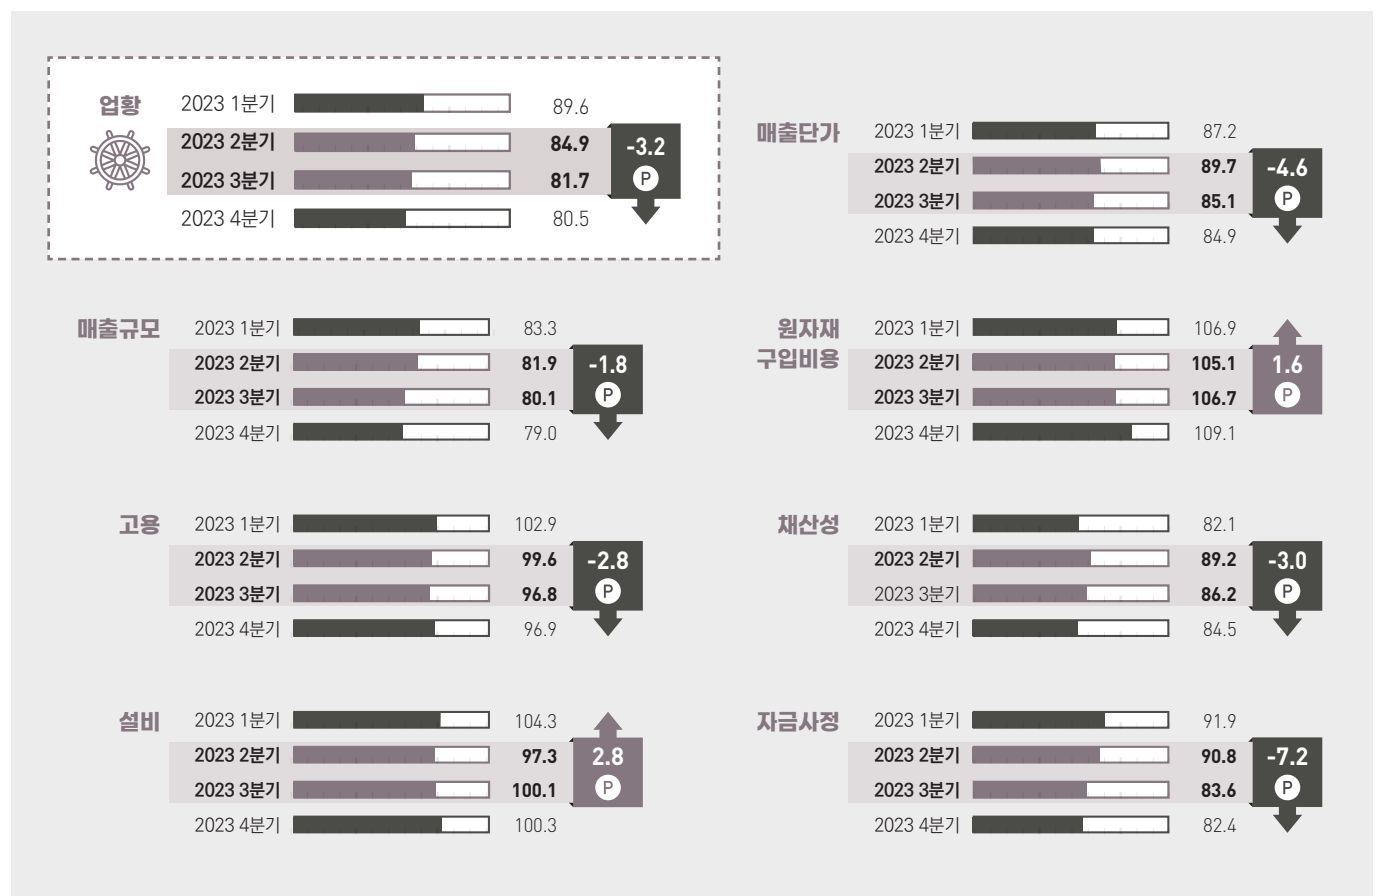 업황
2023 1분기 89.6
2023 2분기 84.9
2023 3분기 81.7
2023 4분기 80.5
-3.2
P
매출단가
2023 1분기 87.2
2023 2분기 89.7
2023 3분기 85.1
2023 4분기 84.9
-4.6
P
매출규모
2023 1분기 83.3
2023 2분기 81.9
2023 3분기 80.1
2023 4분기 79.0
-1.8
P
원자재
구입비용
2023 1분기 106.9
2023 2분기 105.1
2023 3분기 106.7
2023 4분기 109.1
1.6
P
고용
2023 1분기 102.9
2023 2분기 99.6
2023 3분기 96.8
2023 4분기 96.9
-2.8
P
채산성
2023 1분기 82.1
2023 2분기 89.2
2023 3분기 86.2
2023 4분기 84.5
-3.0
P
설비
2023 1분기 104.3
2023 2분기 97.3
2023 3분기 100.1
2023 4분기 100.3
2.8
P
자금사정
2023 1분기 91.9
2023 2분기 90.8
2023 3분기 83.6
2023 4분기 82.4
-7.2
P